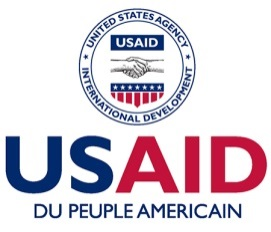 UNITED STATES AGENCY
USAID
INTERNATIONAL DEVELOPMENT
USAID
DU PEUPLE AMERICAIN